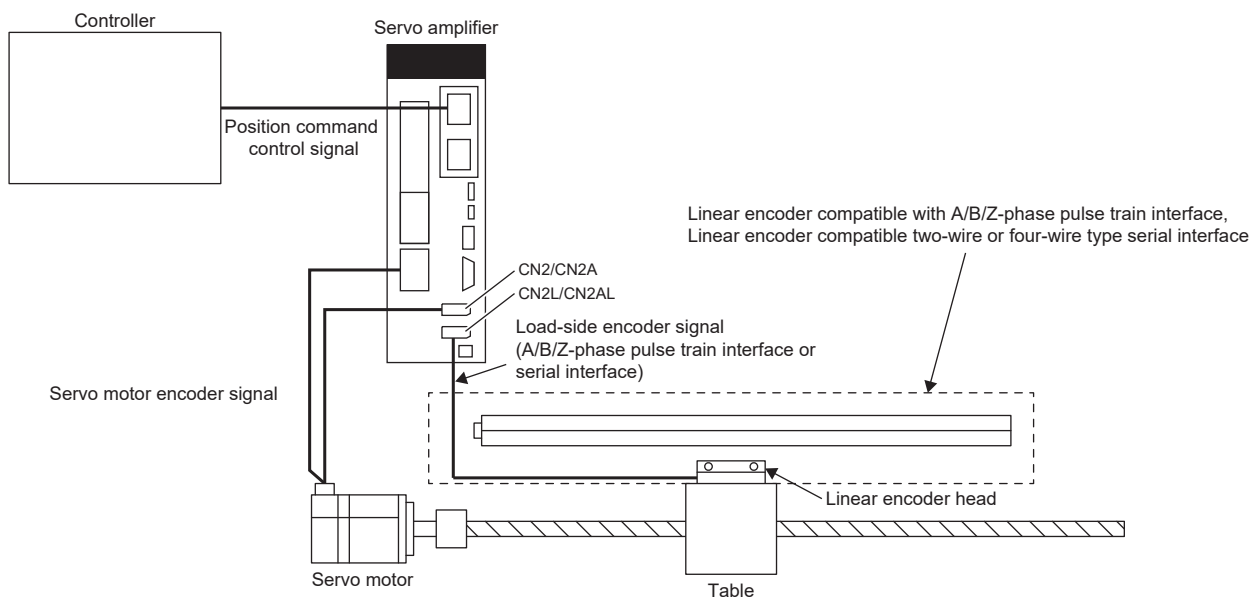 Controller
Servo amplifier
Position command
control signal
Linear encoder compatible with A/B/Z-phase pulse train interface,
Linear encoder compatible two-wire or four-wire type serial interface
CN2/CN2A
CN2L/CN2AL
Load-side encoder signal
(A/B/Z-phase pulse train interface or
serial interface)
Servo motor encoder signal
Linear encoder head
Servo motor
Table